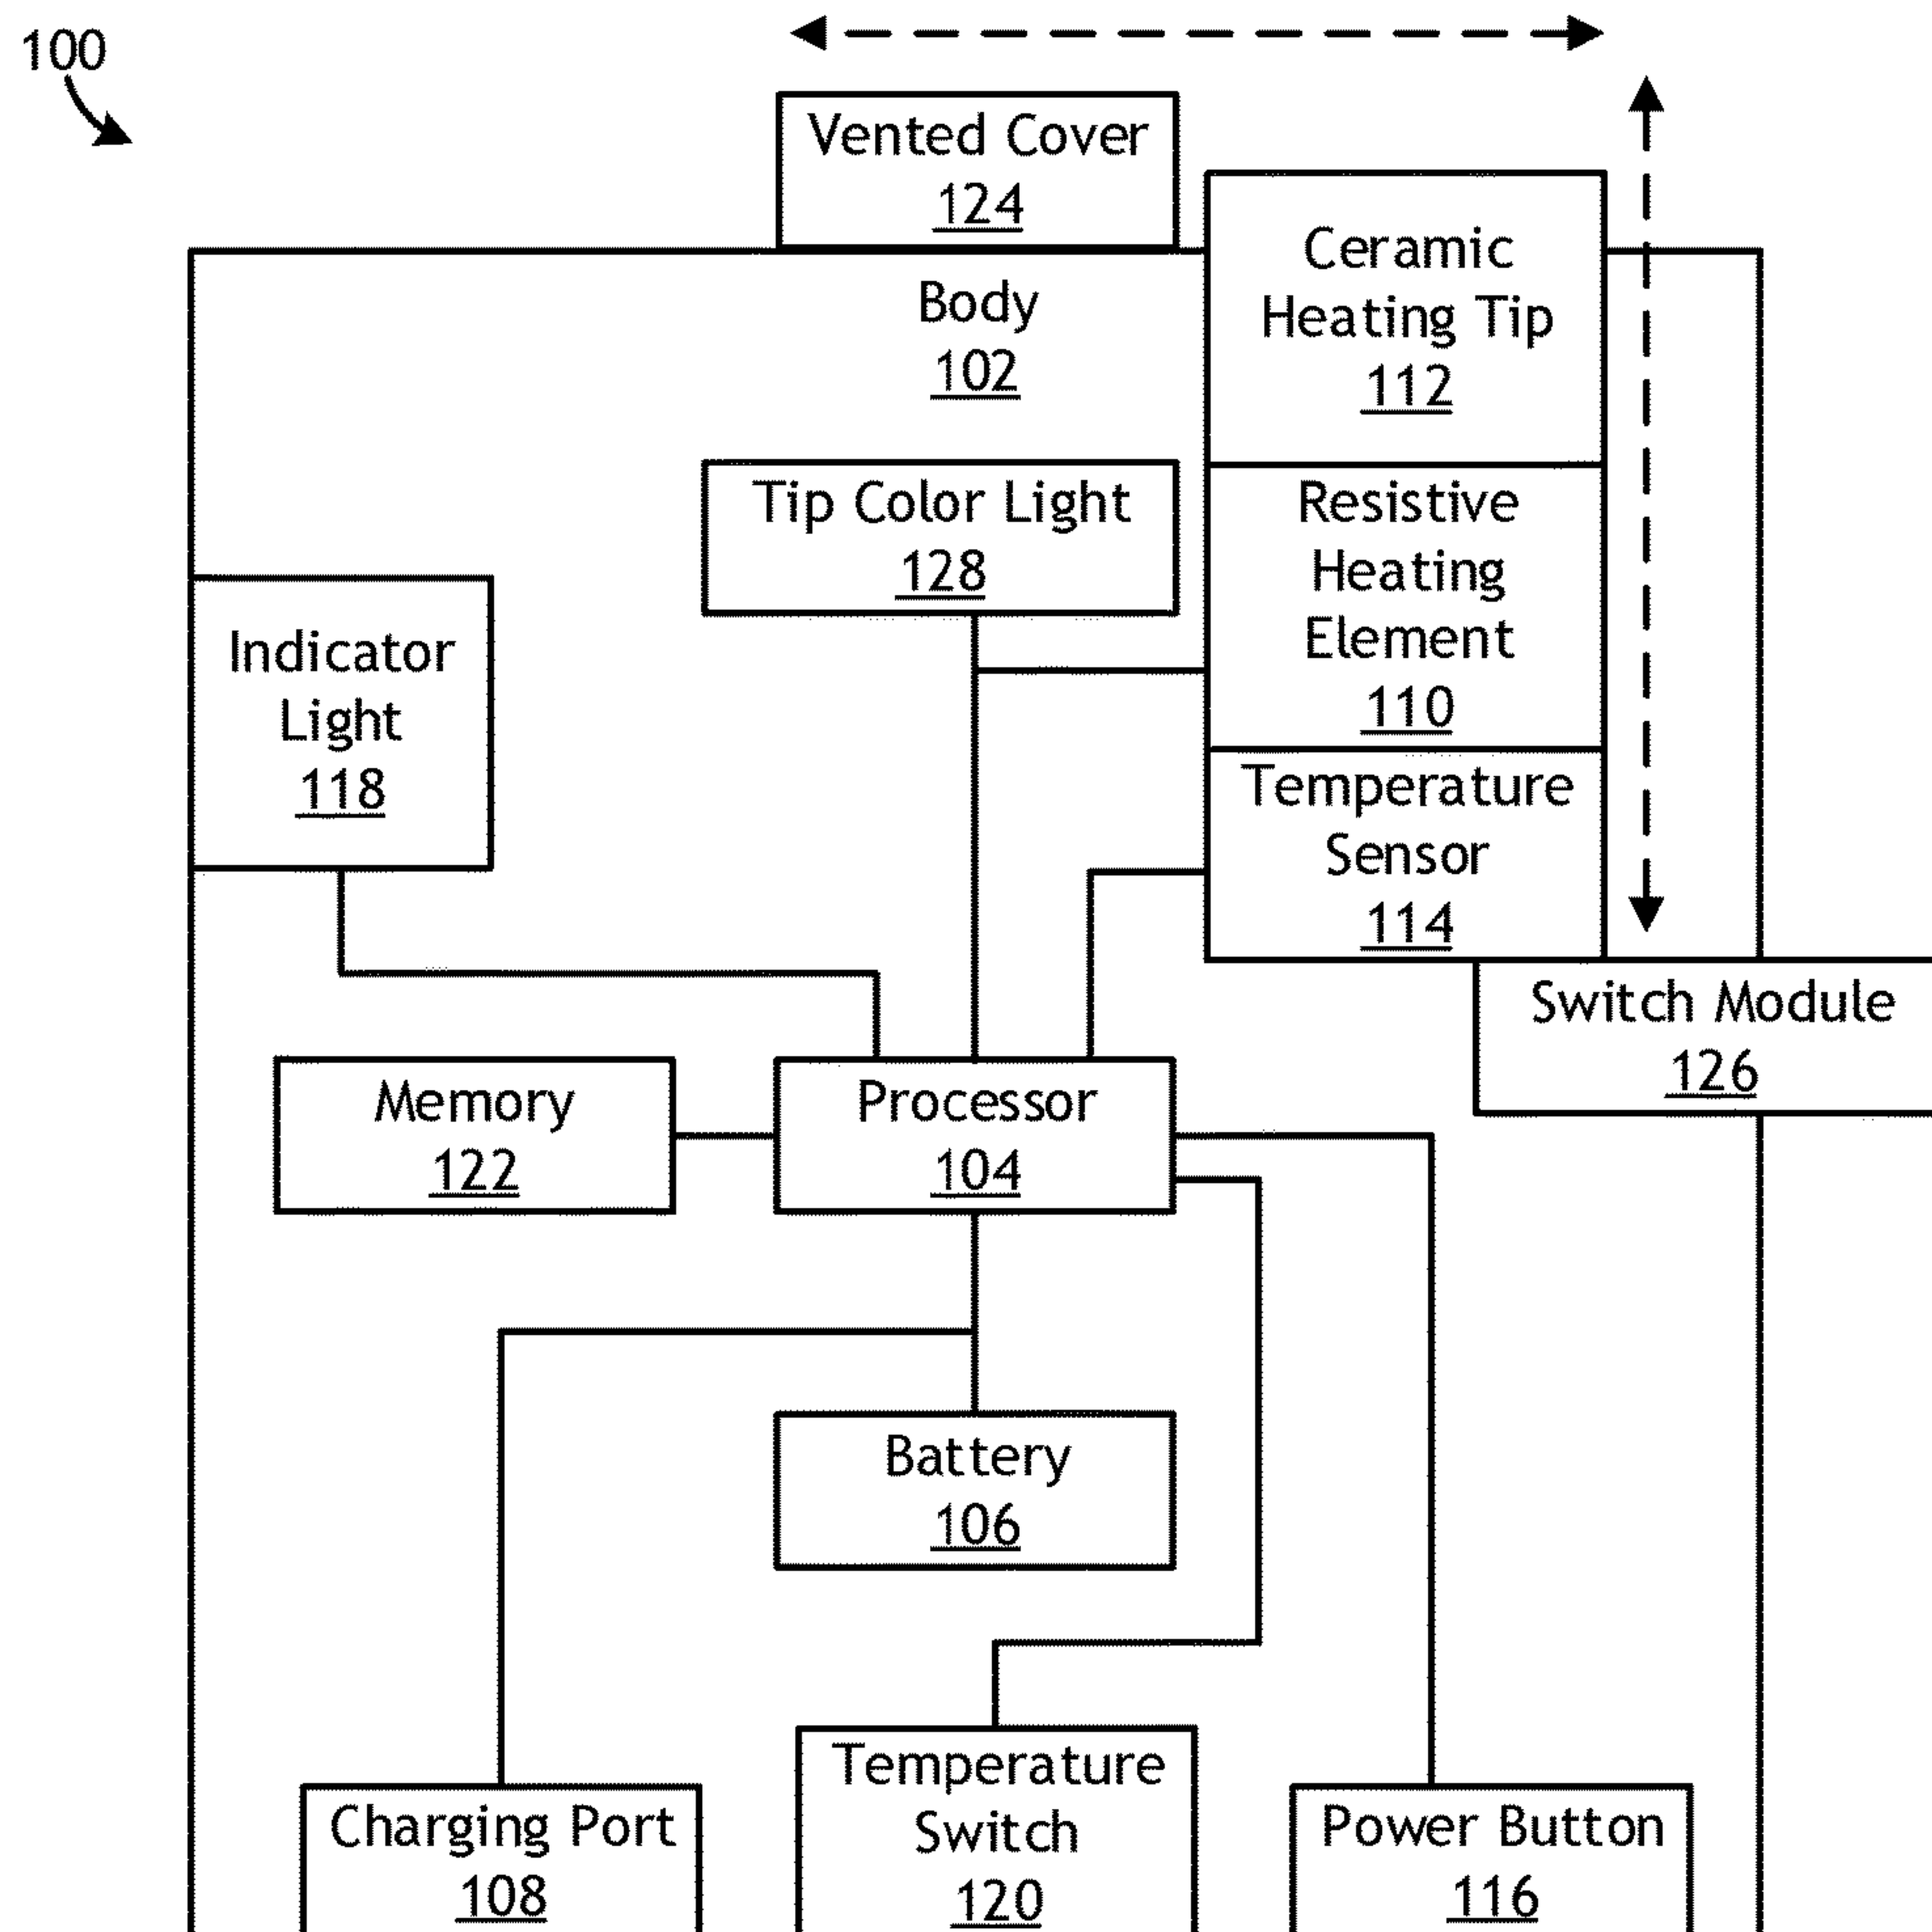 100
Vented Cover
124
Ceramic
Heating Tip
112
Body
102
Tip Color Light
128
Resistive
Heating
Element
110
Indicator
Light
118
Temperature
Sensor
114
Switch Module
126
Memory
122
Processor
104
Battery
106
Temperature
Switch
120
Charging Port
108
Power Button
116